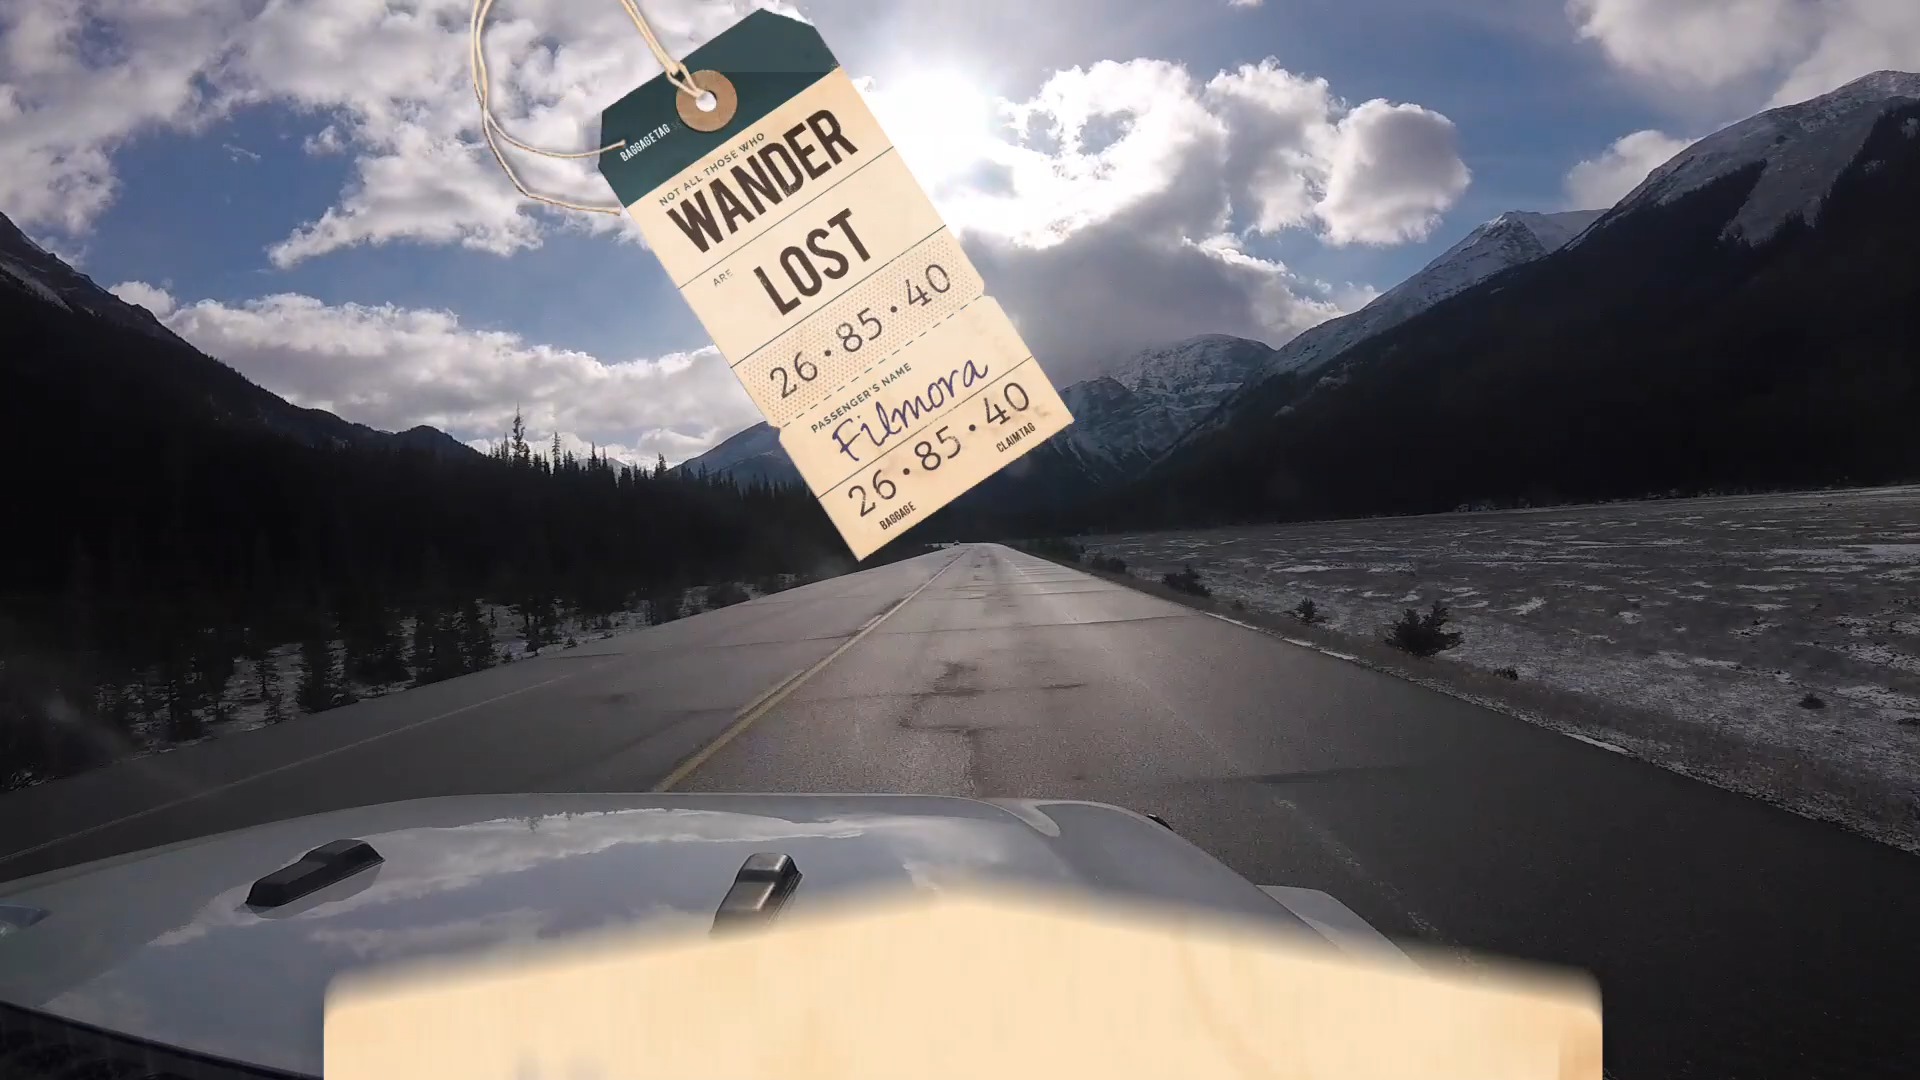 BAGGAGE TAG
NOT ALL THOSE WHO
WANDER
ARE LOST
26•85•40
PASSENGER'S NAME
Filmora
26•85•40
BAGGAGE CLAIM TAG